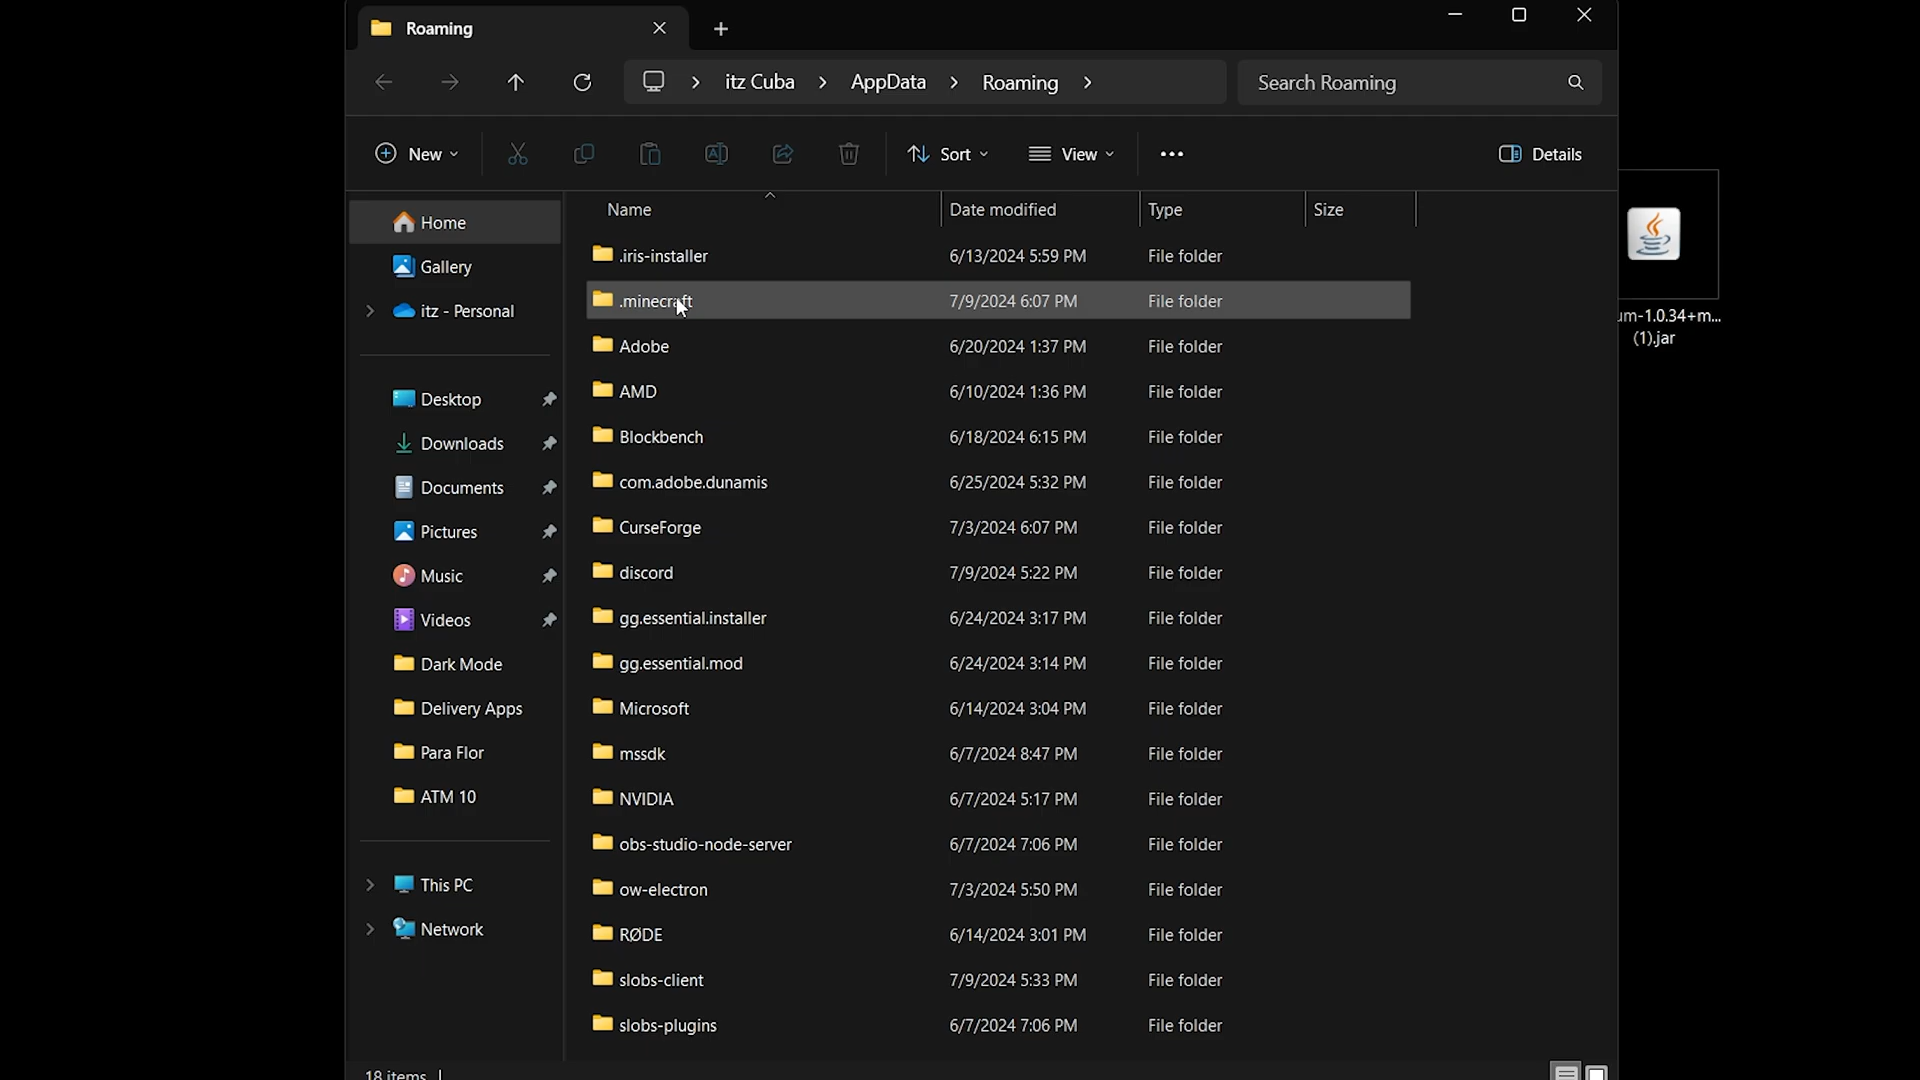 Roaming
itz Cuba > AppData > Roaming >
Search Roaming
New
Sort
View
Details
Name Date modified Type Size
Home
Gallery
itz - Personal
Desktop
Downloads
Documents
Pictures
Music
Videos
Dark Mode
Delivery Apps
Para Flor
ATM 10
This PC
Network
.iris-installer 6/13/2024 5:59 PM File folder
.minecraft 7/9/2024 6:07 PM File folder
Adobe 6/20/2024 1:37 PM File folder
AMD 6/10/2024 1:36 PM File folder
Blockbench 6/18/2024 6:15 PM File folder
com.adobe.dunamis 6/25/2024 5:32 PM File folder
CurseForge 7/3/2024 6:07 PM File folder
discord 7/9/2024 5:22 PM File folder
gg.essential.installer 6/24/2024 3:17 PM File folder
gg.essential.mod 6/24/2024 3:14 PM File folder
Microsoft 6/14/2024 3:04 PM File folder
mssdk 6/7/2024 8:47 PM File folder
NVIDIA 6/7/2024 5:17 PM File folder
obs-studio-node-server 6/7/2024 7:06 PM File folder
ow-electron 7/3/2024 5:50 PM File folder
RØDE 6/14/2024 3:01 PM File folder
slobs-client 7/9/2024 5:33 PM File folder
slobs-plugins 6/7/2024 7:06 PM File folder
18 items
um-1.0.34+m...
(1).jar